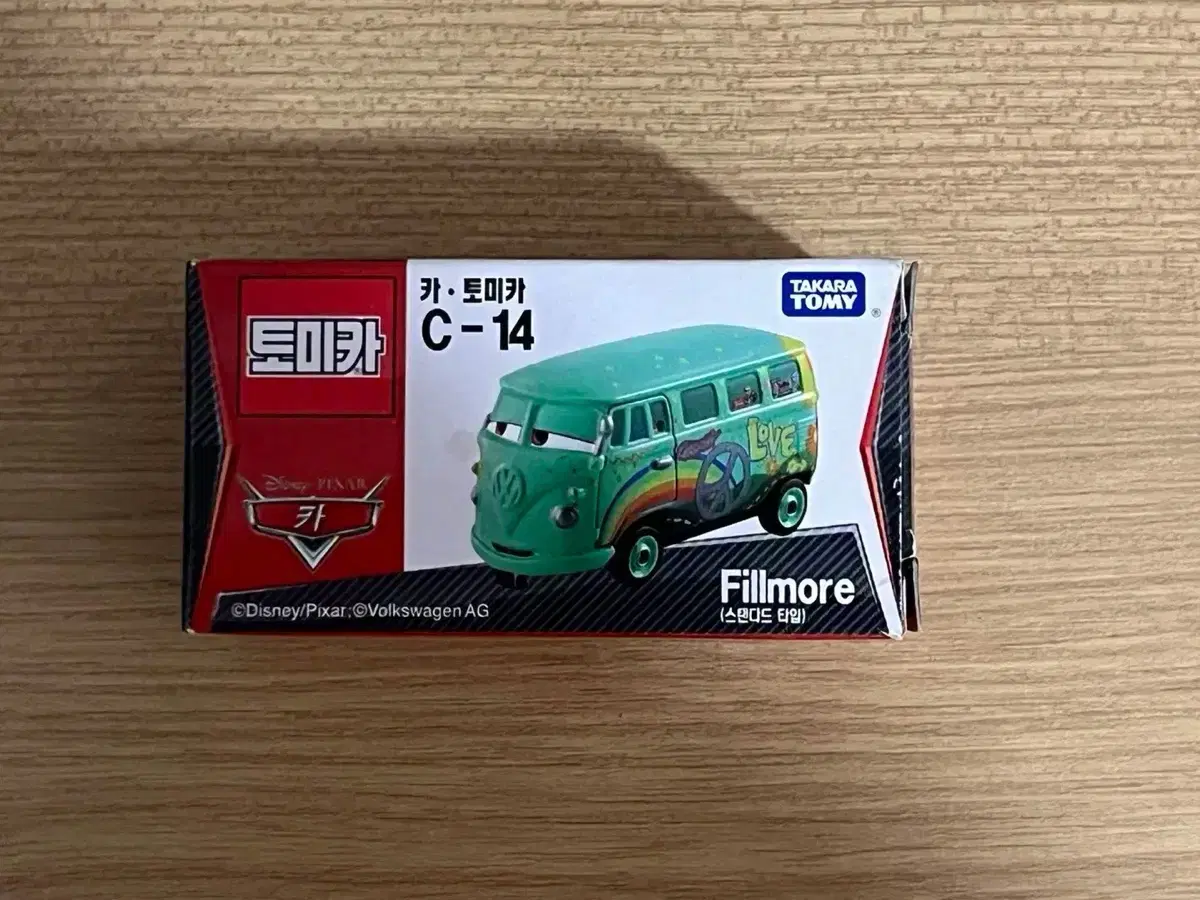 토미카
Disney·PIXAR
카
카·토미카
C-14
TAKARA
TOMY
®
LOVE
Fillmore
(스탠다드 타입)
©Disney/Pixar;©Volkswagen AG